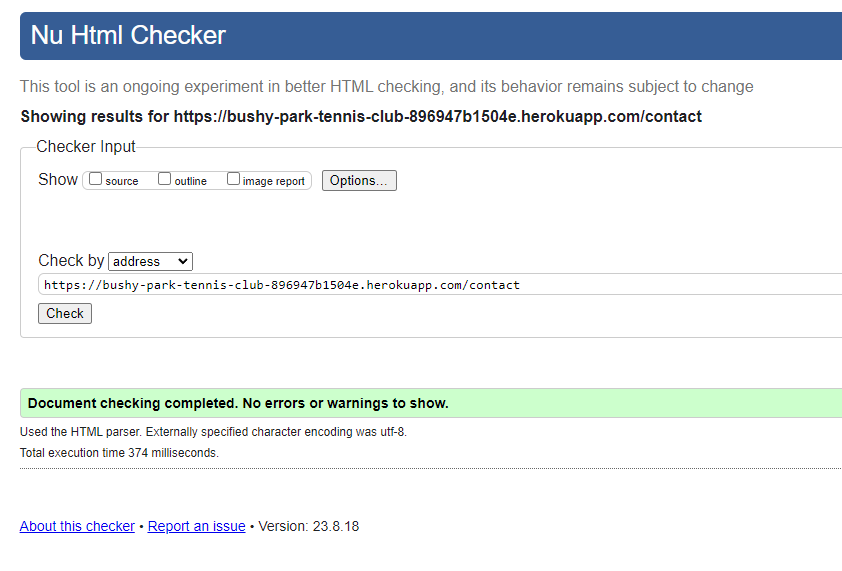 Nu Html Checker
This tool is an ongoing experiment in better HTML checking, and its behavior remains subject to change
Showing results for https://bushy-park-tennis-club-896947b1504e.herokuapp.com/contact
Checker Input
Show source outline image report Options...
Check by address
https://bushy-park-tennis-club-896947b1504e.herokuapp.com/contact
Check
Document checking completed. No errors or warnings to show.
Used the HTML parser. Externally specified character encoding was utf-8.
Total execution time 374 milliseconds.
About this checker • Report an issue • Version: 23.8.18